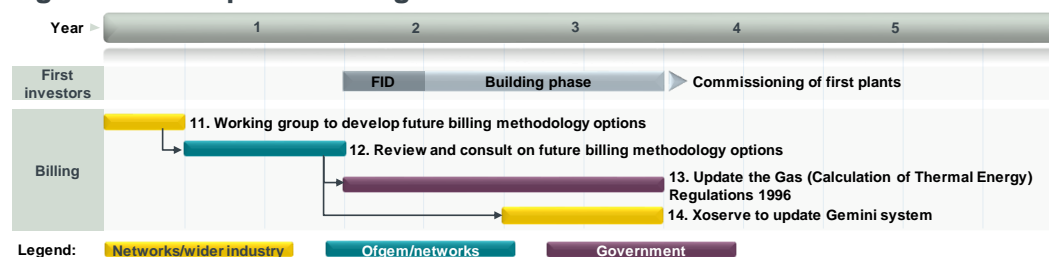 Year 1 2 3 4 5
First investors
FID Building phase Commissioning of first plants
Billing
11. Working group to develop future billing methodology options
12. Review and consult on future billing methodology options
13. Update the Gas (Calculation of Thermal Energy)
Regulations 1996
14. Xoserve to update Gemini system
Legend: Networks/wider industry Ofgem/networks Government